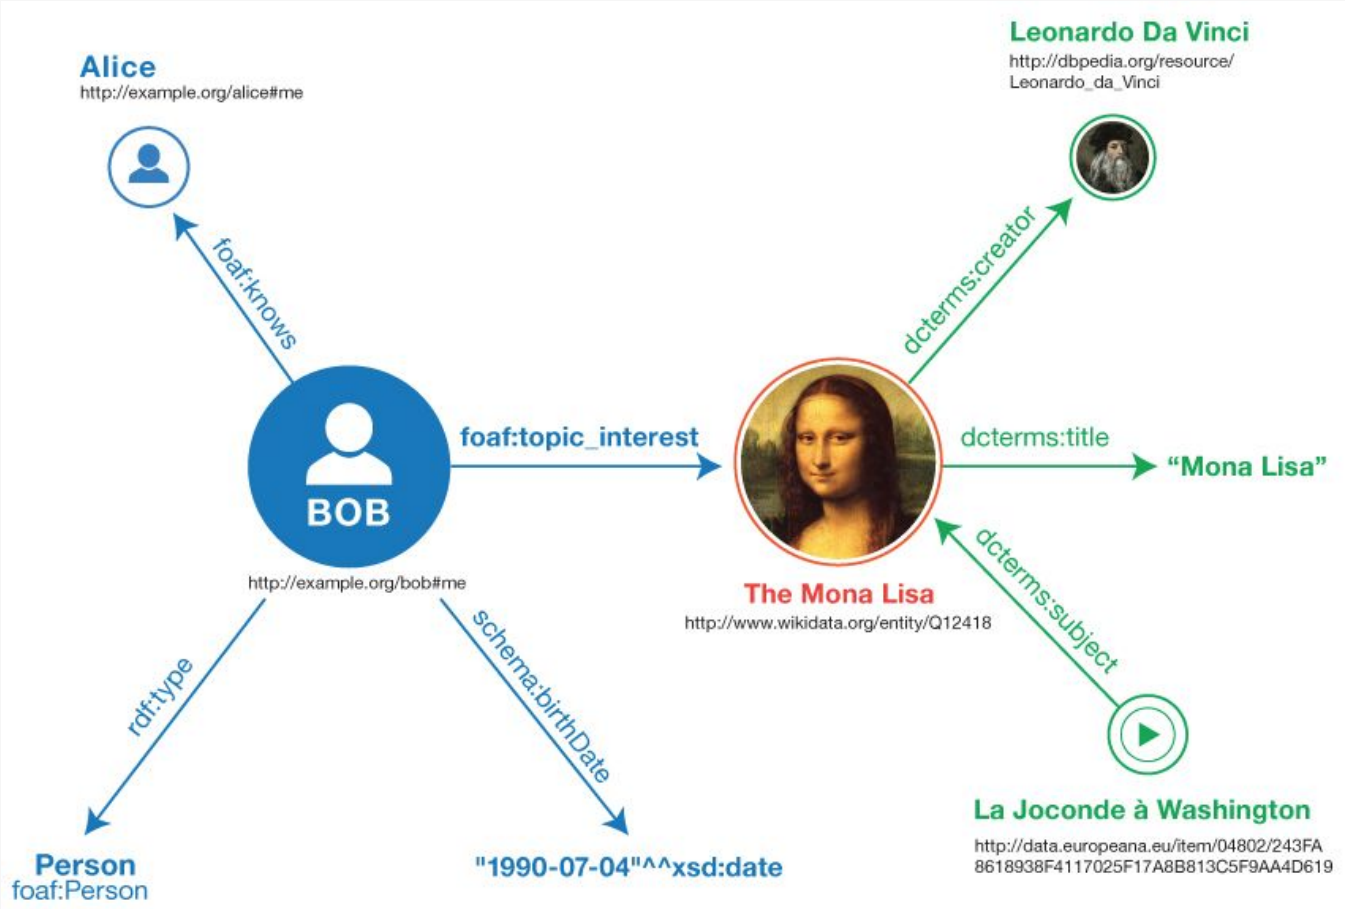 Alice
http://example.org/alice#me
Leonardo Da Vinci
http://dbpedia.org/resource/
Leonardo_da_Vinci
foaf:knows
dcterms:creator
BOB
http://example.org/bob#me
foaf:topic_interest
The Mona Lisa
http://www.wikidata.org/entity/Q12418
dcterms:title
“Mona Lisa”
dcterms:subject
rdf:type
schema:birthDate
Person
foaf:Person
"1990-07-04"^^xsd:date
La Joconde à Washington
http://data.europeana.eu/item/04802/243FA
8618938F4117025F17A8B813C5F9AA4D619